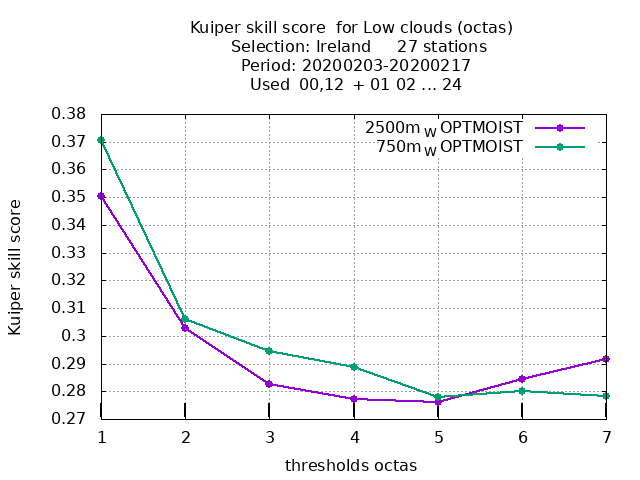 Kuiper skill score  for Low clouds (octas)
Selection: Ireland     27 stations
Period: 20200203-20200217
Used  00,12  + 01 02 ... 24
2500m W OPTMOIST
750m W OPTMOIST
0.38
0.37
0.36
0.35
0.34
0.33
0.32
0.31
0.3
0.29
0.28
0.27
Kuiper skill score
1 2 3 4 5 6 7
thresholds octas